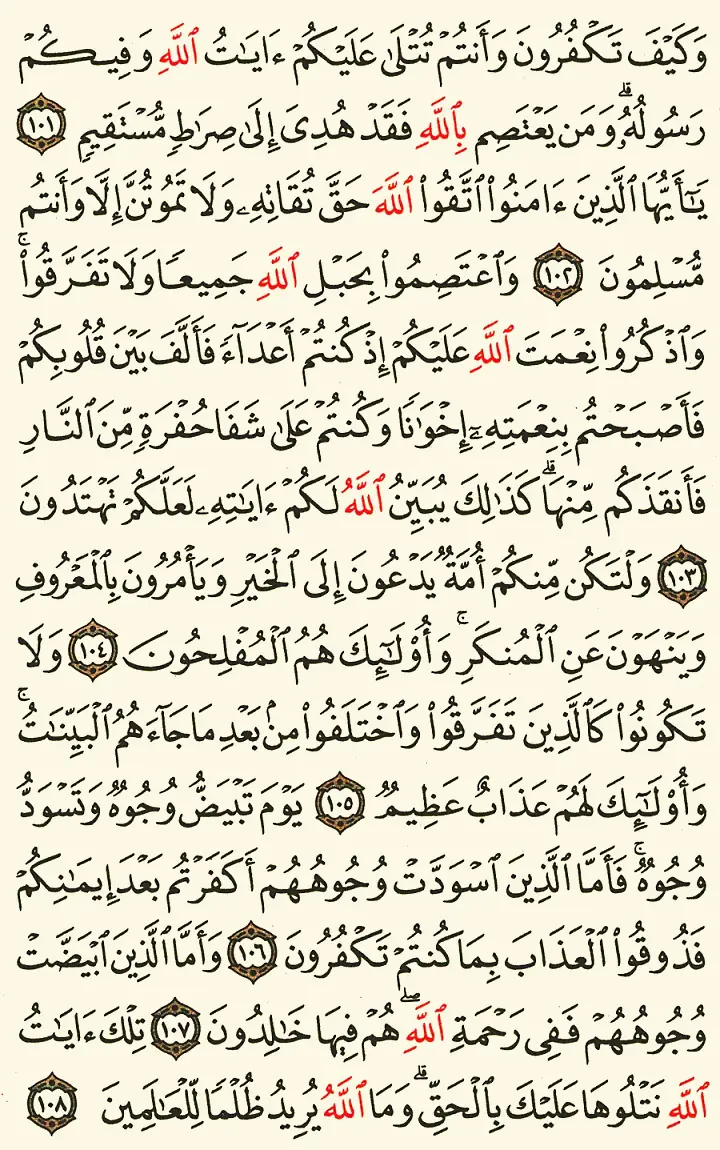 وَكَيْفَ تَكْفُرُونَ وَأَنتُمْ تُتْلَىٰ عَلَيْكُمْ ءَايَـٰتُ ٱللَّهِ وَفِيكُمْ
رَسُولُهُۥ ۗ وَمَن يَعْتَصِم بِٱللَّهِ فَقَدْ هُدِىَ إِلَىٰ صِرَٰطٍ مُّسْتَقِيمٍ ١٠١
يَـٰٓأَيُّهَا ٱلَّذِينَ ءَامَنُوا۟ ٱتَّقُوا۟ ٱللَّهَ حَقَّ تُقَاتِهِۦ وَلَا تَمُوتُنَّ إِلَّا وَأَنتُم
مُّسْلِمُونَ ١٠٢ وَٱعْتَصِمُوا۟ بِحَبْلِ ٱللَّهِ جَمِيعًا وَلَا تَفَرَّقُوا۟ ۚ
وَٱذْكُرُوا۟ نِعْمَتَ ٱللَّهِ عَلَيْكُمْ إِذْ كُنتُمْ أَعْدَآءً فَأَلَّفَ بَيْنَ قُلُوبِكُمْ
فَأَصْبَحْتُم بِنِعْمَتِهِۦٓ إِخْوَٰنًا وَكُنتُمْ عَلَىٰ شَفَا حُفْرَةٍ مِّنَ ٱلنَّارِ
فَأَنقَذَكُم مِّنْهَا ۗ كَذَٰلِكَ يُبَيِّنُ ٱللَّهُ لَكُمْ ءَايَـٰتِهِۦ لَعَلَّكُمْ تَهْتَدُونَ
١٠٣ وَلْتَكُن مِّنكُمْ أُمَّةٌ يَدْعُونَ إِلَى ٱلْخَيْرِ وَيَأْمُرُونَ بِٱلْمَعْرُوفِ
وَيَنْهَوْنَ عَنِ ٱلْمُنكَرِ ۚ وَأُو۟لَـٰٓئِكَ هُمُ ٱلْمُفْلِحُونَ ١٠٤ وَلَا
تَكُونُوا۟ كَٱلَّذِينَ تَفَرَّقُوا۟ وَٱخْتَلَفُوا۟ مِنۢ بَعْدِ مَا جَآءَهُمُ ٱلْبَيِّنَـٰتُ ۚ
وَأُو۟لَـٰٓئِكَ لَهُمْ عَذَابٌ عَظِيمٌ ١٠٥ يَوْمَ تَبْيَضُّ وُجُوهٌ وَتَسْوَدُّ
وُجُوهٌ ۚ فَأَمَّا ٱلَّذِينَ ٱسْوَدَّتْ وُجُوهُهُمْ أَكَفَرْتُم بَعْدَ إِيمَـٰنِكُمْ
فَذُوقُوا۟ ٱلْعَذَابَ بِمَا كُنتُمْ تَكْفُرُونَ ١٠٦ وَأَمَّا ٱلَّذِينَ ٱبْيَضَّتْ
وُجُوهُهُمْ فَفِى رَحْمَةِ ٱللَّهِ ۖ هُمْ فِيهَا خَـٰلِدُونَ ١٠٧ تِلْكَ ءَايَـٰتُ
ٱللَّهِ نَتْلُوهَا عَلَيْكَ بِٱلْحَقِّ ۗ وَمَا ٱللَّهُ يُرِيدُ ظُلْمًا لِّلْعَـٰلَمِينَ ١٠٨